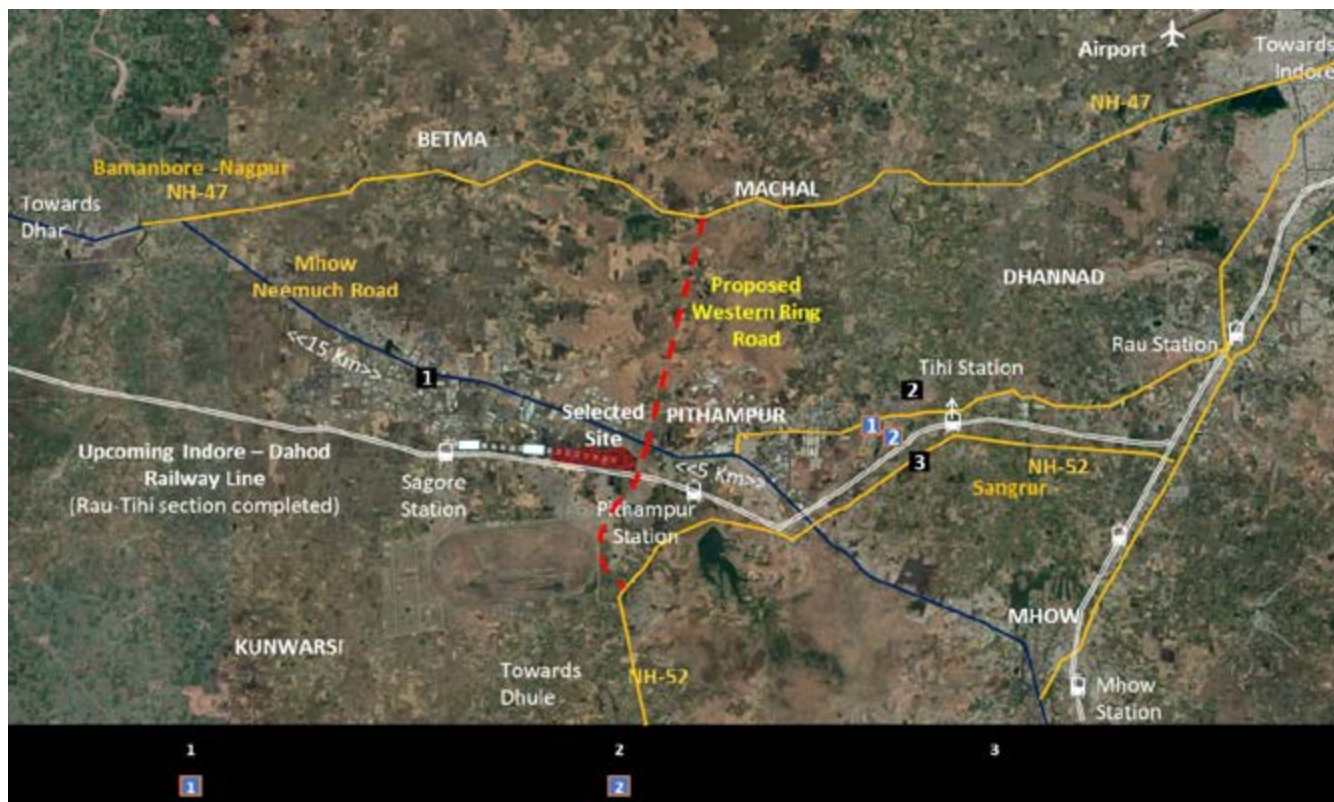 Airport
Towards
Indore
NH-47
BETMA
Bamanbore -Nagpur
NH-47
MACHAL
Towards
Dhar
Mhow
Neemuch Road
DHANNAD
Proposed
Western Ring
Road
<<15 Km>>
1
Rau Station
Tihi Station
2
Selected
Site
PITHAMPUR
1
2
3
<<5 Km>>
NH-52
Sangrur
Upcoming Indore – Dahod
Railway Line
(Rau-Tihi section completed)
Sagore
Station
Pithampur
Station
MHOW
KUNWARSI
Towards
Dhule
NH-52
Mhow
Station
1 2 3
1 2